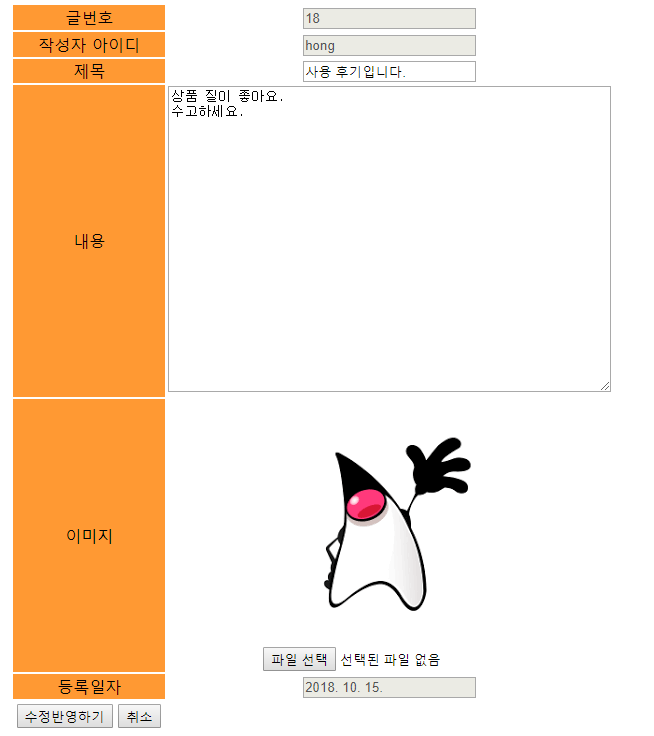 글번호 18
작성자 아이디 hong
제목 사용 후기입니다.
내용
상품 질이 좋아요.
수고하세요.
이미지
파일 선택 선택된 파일 없음
등록일자 2018. 10. 15.
수정반영하기 취소